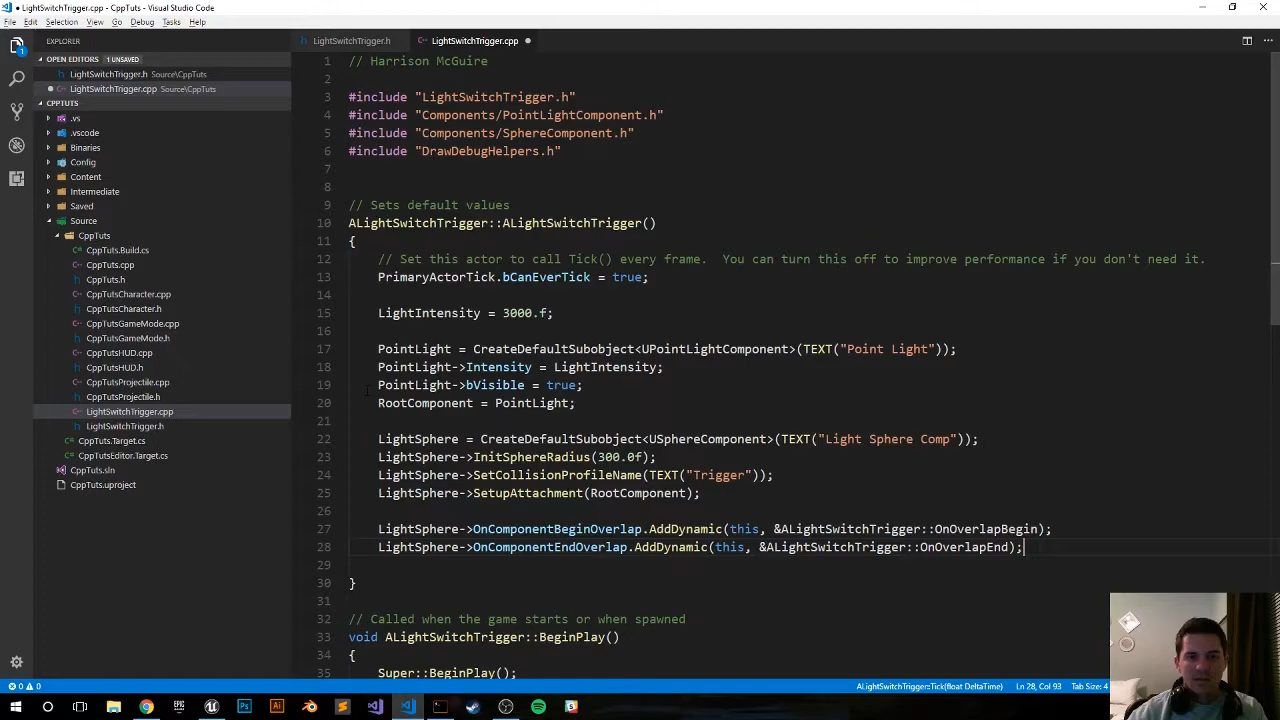 ● LightSwitchTrigger.cpp - CppTuts - Visual Studio Code
File Edit Selection View Go Debug Tasks Help
EXPLORER
LightSwitchTrigger.h
LightSwitchTrigger.cpp ●
OPEN EDITORS 1 UNSAVED
LightSwitchTrigger.h Source\CppTuts
● LightSwitchTrigger.cpp Source\CppTuts
CPPTUTS
.vs
.vscode
Binaries
Config
Content
Intermediate
Saved
Source
CppTuts
CppTuts.Build.cs
CppTuts.cpp
CppTuts.h
CppTutsCharacter.cpp
CppTutsCharacter.h
CppTutsGameMode.cpp
CppTutsGameMode.h
CppTutsHUD.cpp
CppTutsHUD.h
CppTutsProjectile.cpp
CppTutsProjectile.h
LightSwitchTrigger.cpp
LightSwitchTrigger.h
CppTuts.Target.cs
CppTutsEditor.Target.cs
CppTuts.sln
CppTuts.uproject
1 // Harrison McGuire
2
3 #include "LightSwitchTrigger.h"
4 #include "Components/PointLightComponent.h"
5 #include "Components/SphereComponent.h"
6 #include "DrawDebugHelpers.h"
7
8
9 // Sets default values
10 ALightSwitchTrigger::ALightSwitchTrigger()
11 {
12 // Set this actor to call Tick() every frame.  You can turn this off to improve performance if you don't need it.
13 PrimaryActorTick.bCanEverTick = true;
14
15 LightIntensity = 3000.f;
16
17 PointLight = CreateDefaultSubobject<UPointLightComponent>(TEXT("Point Light"));
18 PointLight->Intensity = LightIntensity;
19 PointLight->bVisible = true;
20 RootComponent = PointLight;
21
22 LightSphere = CreateDefaultSubobject<USphereComponent>(TEXT("Light Sphere Comp"));
23 LightSphere->InitSphereRadius(300.0f);
24 LightSphere->SetCollisionProfileName(TEXT("Trigger"));
25 LightSphere->SetupAttachment(RootComponent);
26
27 LightSphere->OnComponentBeginOverlap.AddDynamic(this, &ALightSwitchTrigger::OnOverlapBegin);
28 LightSphere->OnComponentEndOverlap.AddDynamic(this, &ALightSwitchTrigger::OnOverlapEnd);
29
30 }
31
32 // Called when the game starts or when spawned
33 void ALightSwitchTrigger::BeginPlay()
34 {
35 Super::BeginPlay();
0 0 ALightSwitchTrigger::Tick(float DeltaTime) Ln 28, Col 93 Tab Size: 4